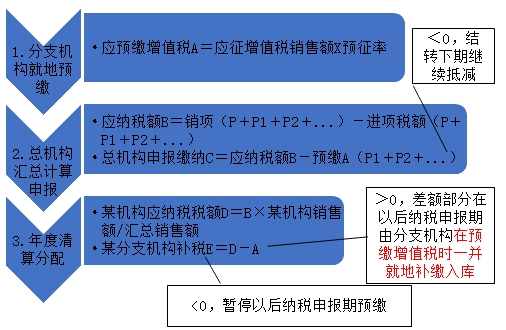 1.分支机
构就地预
缴
•应预缴增值税A＝应征增值税销售额X预征率
＜0，结
转下期继
续抵减
2.总机构
汇总计算
申报
•应纳税额B＝销项（P＋P1＋P2＋...）－进项税额（P＋
P1＋P2＋...）
•总机构申报缴纳C＝应纳税额B－预缴A（P1＋P2＋...）
3.年度清
算分配
•某机构应纳税税额D＝B×某机构销售
额/汇总销售额
•某分支机构补税E＝D－A
＞0，差额部分在
以后纳税申报期
由分支机构在预
缴增值税时一并
就地补缴入库
<0，暂停以后纳税申报期预缴